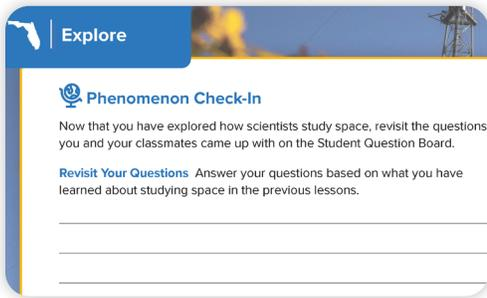 Explore
Phenomenon Check-In
Now that you have explored how scientists study space, revisit the questions
you and your classmates came up with on the Student Question Board.
Revisit Your Questions Answer your questions based on what you have
learned about studying space in the previous lessons.